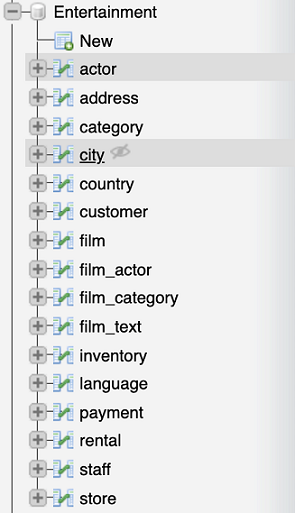 Entertainment
New
actor
address
category
city
country
customer
film
film_actor
film_category
film_text
inventory
language
payment
rental
staff
store